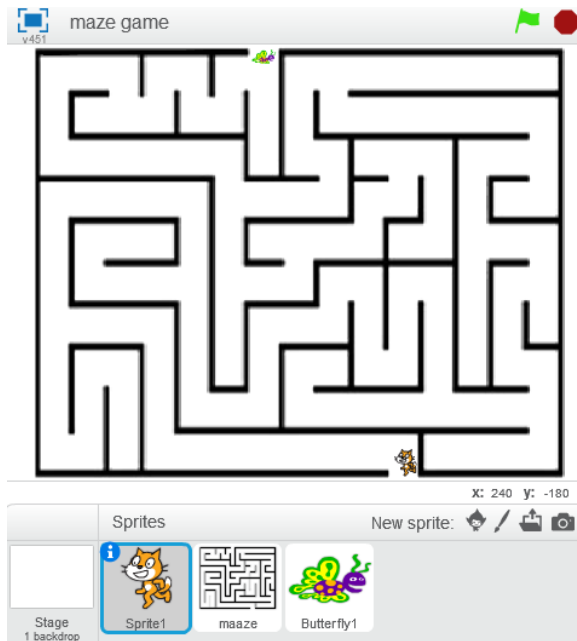 maze game
v451
x: 240 y: -180
Sprites
New sprite:
Stage
1 backdrop
Sprite1
maaze
Butterfly1